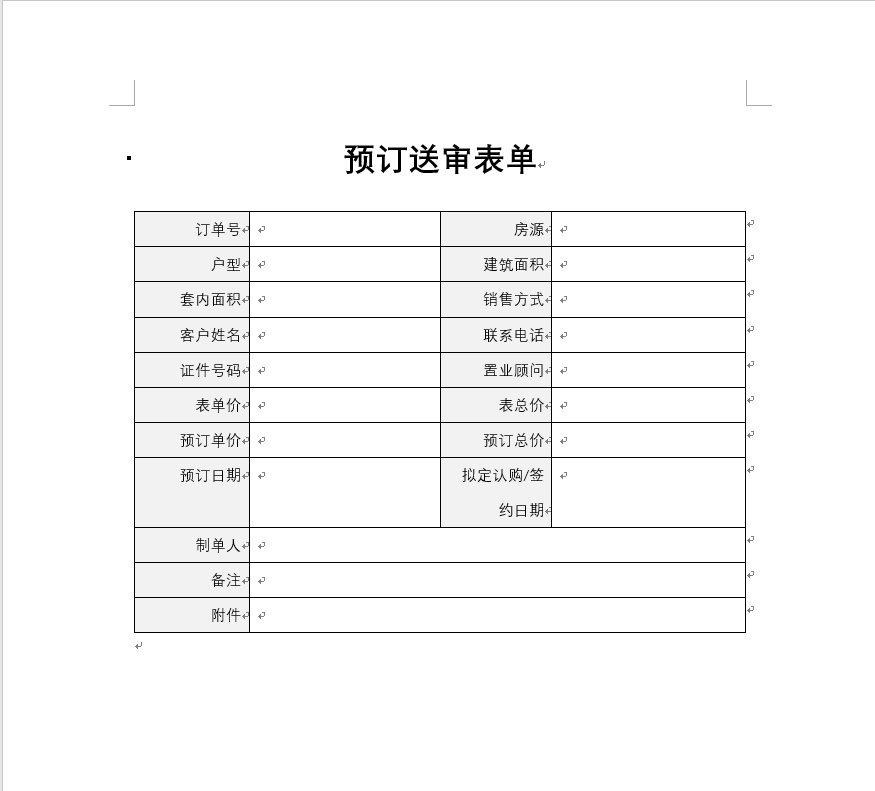 预订送审表单
订单号 房源
户型 建筑面积
套内面积 销售方式
客户姓名 联系电话
证件号码 置业顾问
表单价 表总价
预订单价 预订总价
预订日期 拟定认购/签
约日期
制单人
备注
附件